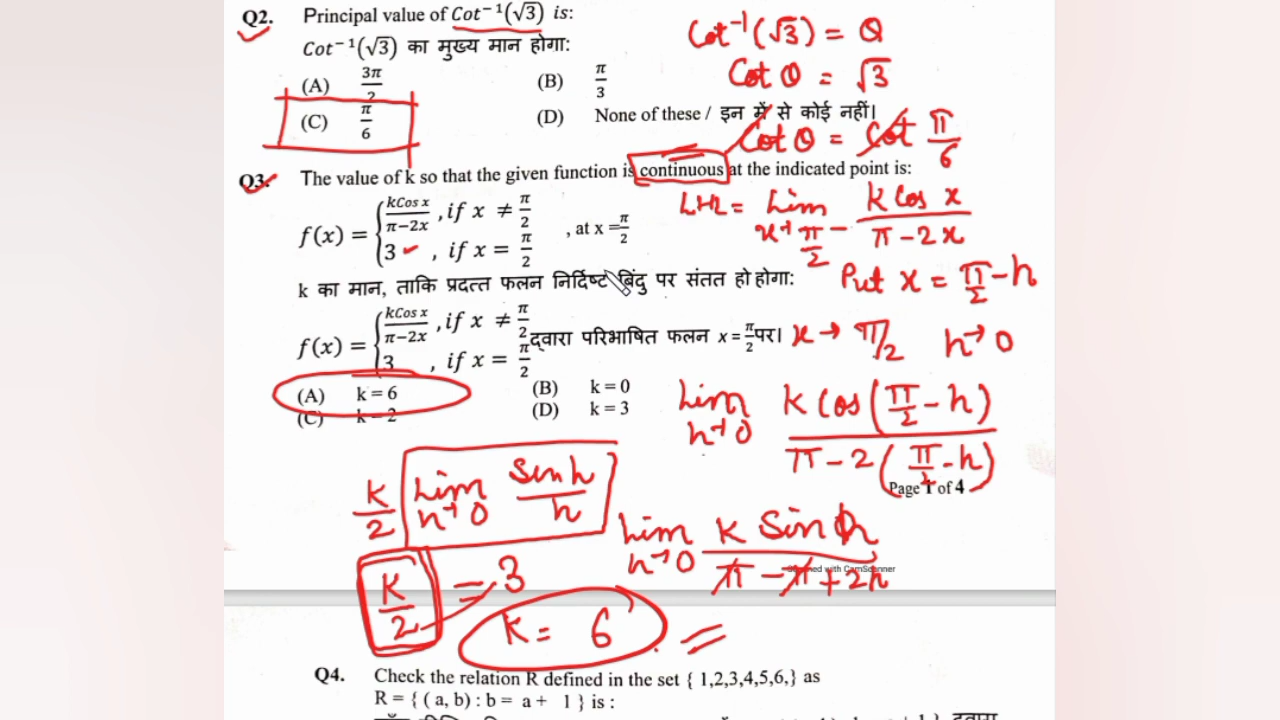 Q2. Principal value of Cot⁻¹(√3) is:
Cot⁻¹(√3) का मुख्य मान होगा:
(A) 3π/2 (B) π/3
(C) π/6 (D) None of these / इन में से कोई नहीं।
Cot⁻¹(√3) = θ
Cot θ = √3
Cot θ = Cot π/6
Q3. The value of k so that the given function is continuous at the indicated point is:
f(x) = { kCos x/π−2x , if x ≠ π/2
3 , if x = π/2 , at x = π/2
k का मान, ताकि प्रदत्त फलन निर्दिष्ट बिंदु पर संतत हो होगा:
f(x) = { kCos x/π−2x , if x ≠ π/2
3 , if x = π/2 द्वारा परिभाषित फलन x = π/2 पर।
(A) k = 6 (B) k = 0
(C) k = 2 (D) k = 3
LHL = Lim x→π/2− k Cos x/π − 2x
Put x = π/2 − h
x → π/2 h → 0
Lim h→0 k Cos(π/2 − h)/π − 2(π/2 − h)
Page 1 of 4
Lim h→0 k Sin h/π − π + 2h
K/2 Lim h→0 Sin h/h
K/2 = 3
K = 6
Q4. Check the relation R defined in the set { 1,2,3,4,5,6,} as
R = { ( a, b) : b = a + 1 } is :